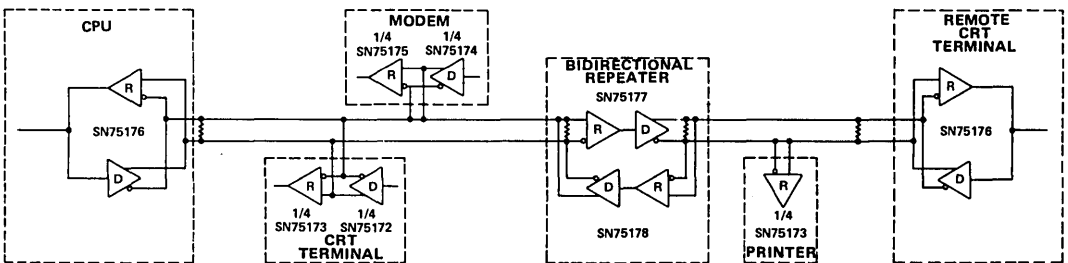 CPU
R
SN75176
D
MODEM
1/4 1/4
SN75175 SN75174
R D
R D
1/4 1/4
SN75173 SN75172
CRT
TERMINAL
BIDIRECTIONAL
REPEATER
SN75177
R D
D R
SN75178
R
1/4
SN75173
PRINTER
REMOTE
CRT
TERMINAL
R
SN75176
D